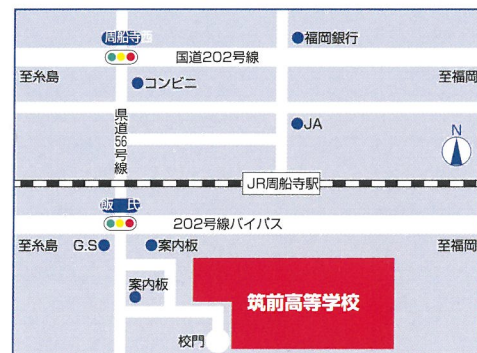 周船寺西
福岡銀行
国道202号線
至糸島
コンビニ
至福岡
県道56号線
JA
N
JR周船寺駅
飯 氏
202号線バイパス
至糸島
G.S
案内板
至福岡
案内板
筑前高等学校
校門